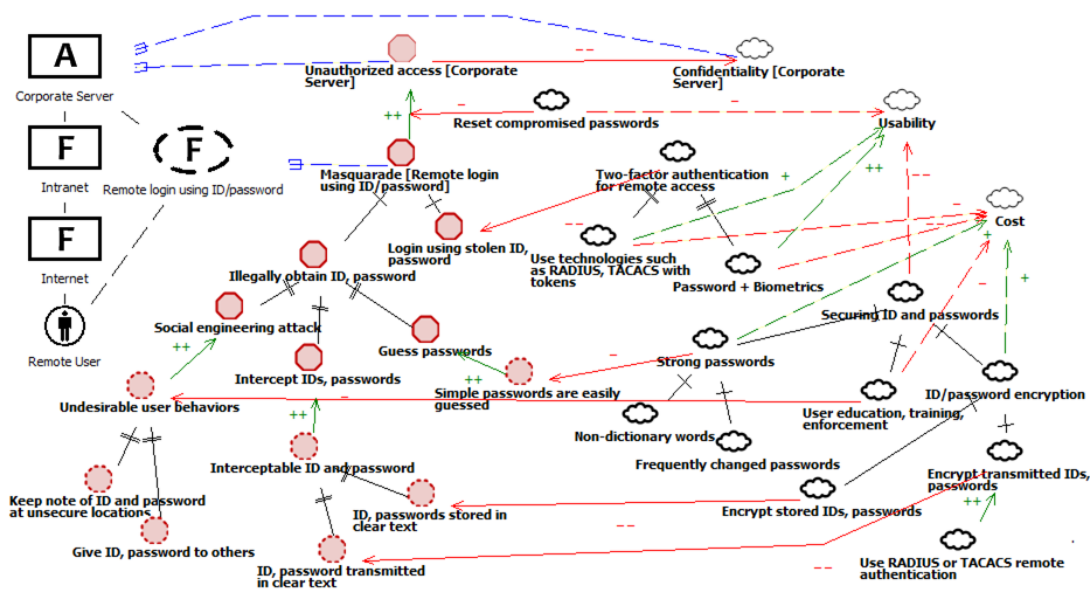 A
Corporate Server
F
Intranet
F
Internet
Remote User
F
Remote login using ID/password
Unauthorized access [Corporate
Server]
--
Confidentiality [Corporate
Server]
++
-
Reset compromised passwords
-
Usability
Masquarade [Remote login
using ID/password]
Two-factor authentication
for remote access
+
++
--
--
Login using stolen ID,
password
Use technologies such
as RADIUS, TACACS with
tokens
Password + Biometrics
-
--
+
Cost
Illegally obtain ID, password
-
+
Securing ID and passwords
Social engineering attack
Guess passwords
++
Strong passwords
-
Intercept IDs, passwords
++
Simple passwords are easily
guessed
Undesirable user behaviors
-
++
User education, training,
enforcement
ID/password encryption
Non-dictionary words
Frequently changed passwords
Interceptable ID and password
Encrypt transmitted IDs,
passwords
Keep note of ID and password
at unsecure locations
ID, passwords stored in
clear text
Encrypt stored IDs, passwords
--
++
Give ID, password to others
ID, password transmitted
in clear text
--
Use RADIUS or TACACS remote
authentication